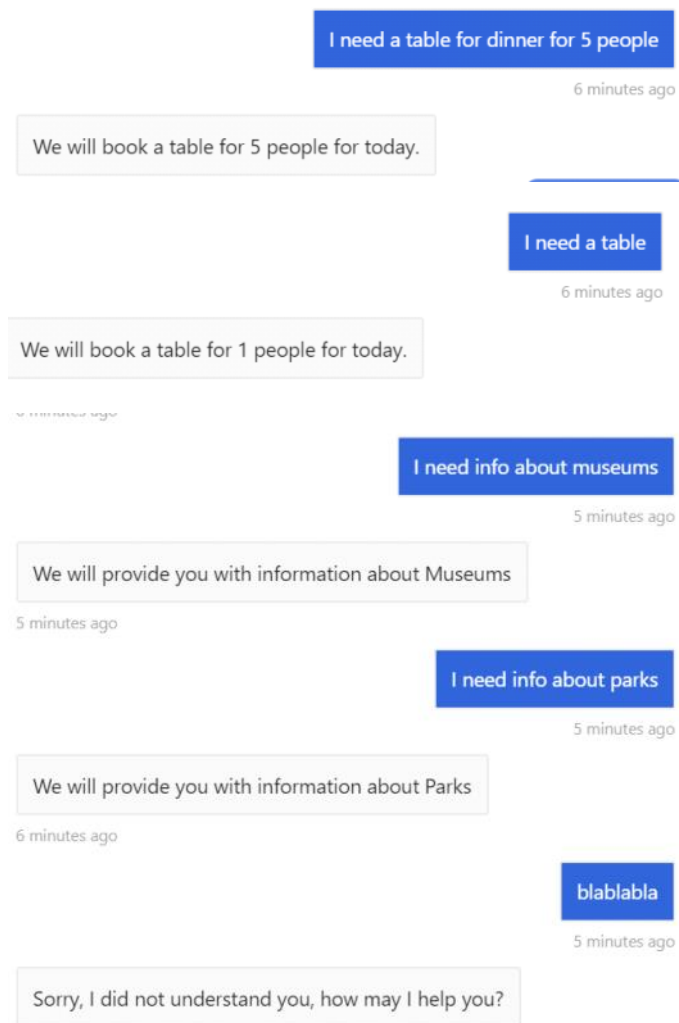 I need a table for dinner for 5 people
6 minutes ago
We will book a table for 5 people for today.
I need a table
6 minutes ago
We will book a table for 1 people for today.
minutes ago
I need info about museums
5 minutes ago
We will provide you with information about Museums
5 minutes ago
I need info about parks
5 minutes ago
We will provide you with information about Parks
6 minutes ago
blablabla
5 minutes ago
Sorry, I did not understand you, how may I help you?